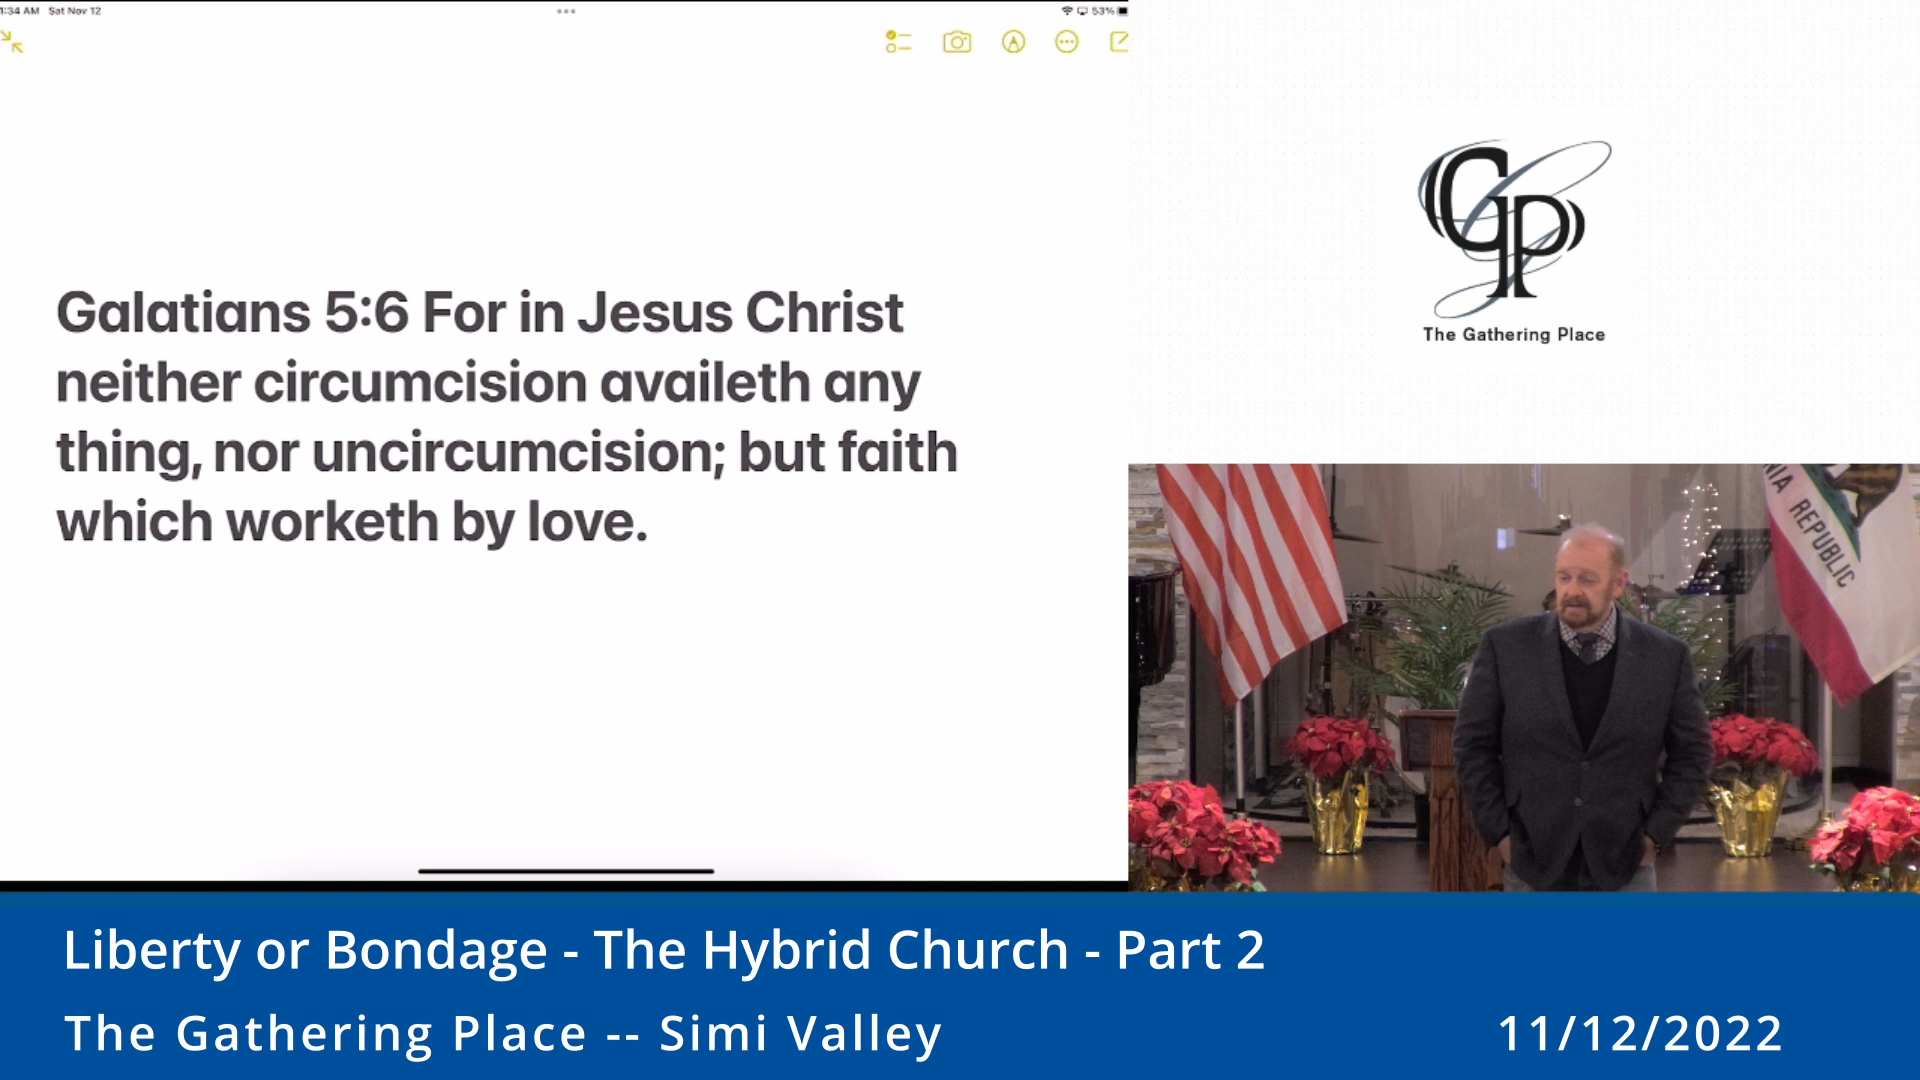 1:34 AM Sat Nov 12
53%
Galatians 5:6 For in Jesus Christ
neither circumcision availeth any
thing, nor uncircumcision; but faith
which worketh by love.
GP
The Gathering Place
NIA REPUBLIC
Liberty or Bondage - The Hybrid Church - Part 2
The Gathering Place -- Simi Valley
11/12/2022